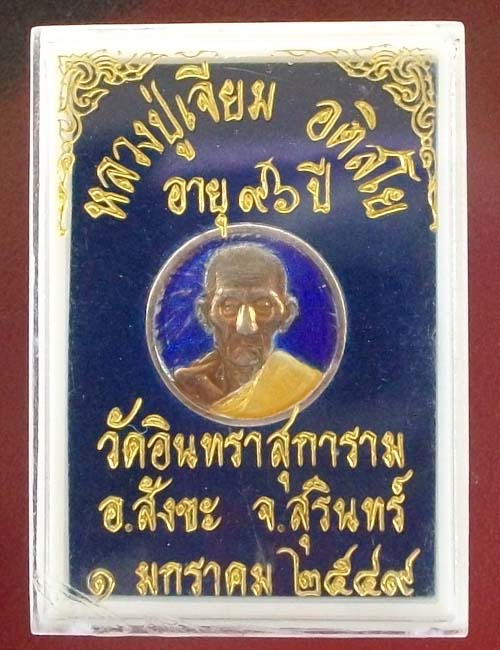 หลวงปู่เจียม อติสโย
อายุ ๙๖ ปี
วัดอินทราสุการาม
อ.สังขะ จ.สุรินทร์
๑ มกราคม ๒๕๔๙